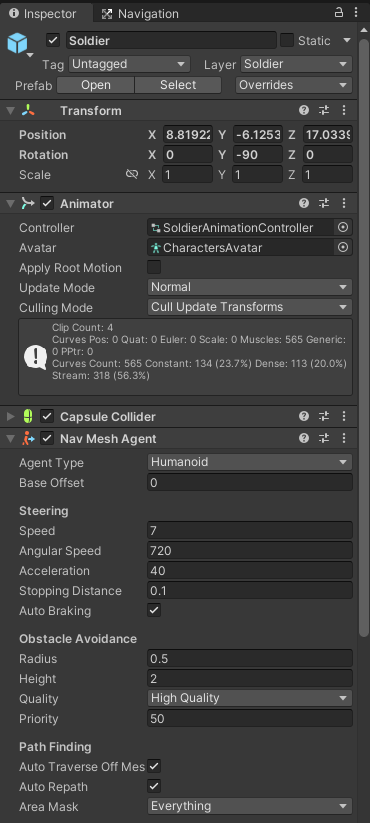 Inspector Navigation
Soldier Static
Tag Untagged Layer Soldier
Prefab Open Select Overrides
Transform
Position X 8.81922 Y -6.1253 Z 17.0339
Rotation X 0 Y -90 Z 0
Scale X 1 Y 1 Z 1
Animator
Controller SoldierAnimationController
Avatar CharactersAvatar
Apply Root Motion
Update Mode Normal
Culling Mode Cull Update Transforms
Clip Count: 4
Curves Pos: 0 Quat: 0 Euler: 0 Scale: 0 Muscles: 565 Generic:
0 PPtr: 0
Curves Count: 565 Constant: 134 (23.7%) Dense: 113 (20.0%)
Stream: 318 (56.3%)
Capsule Collider
Nav Mesh Agent
Agent Type Humanoid
Base Offset 0
Steering
Speed 7
Angular Speed 720
Acceleration 40
Stopping Distance 0.1
Auto Braking
Obstacle Avoidance
Radius 0.5
Height 2
Quality High Quality
Priority 50
Path Finding
Auto Traverse Off Mes
Auto Repath
Area Mask Everything